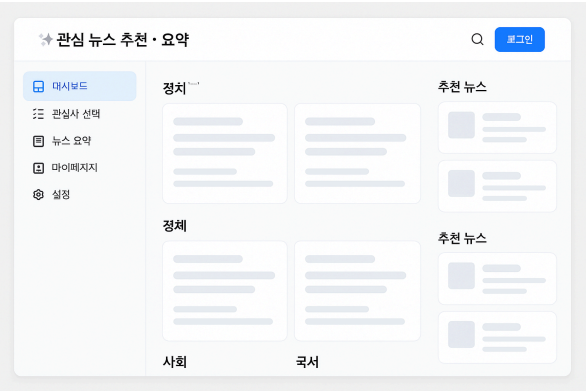 관심 뉴스 추천 • 요약
로그인
대시보드
관실사 선택
뉴스 요약
마이페지지
설정
정치
추천 뉴스
정체
추천 뉴스
사회
국서